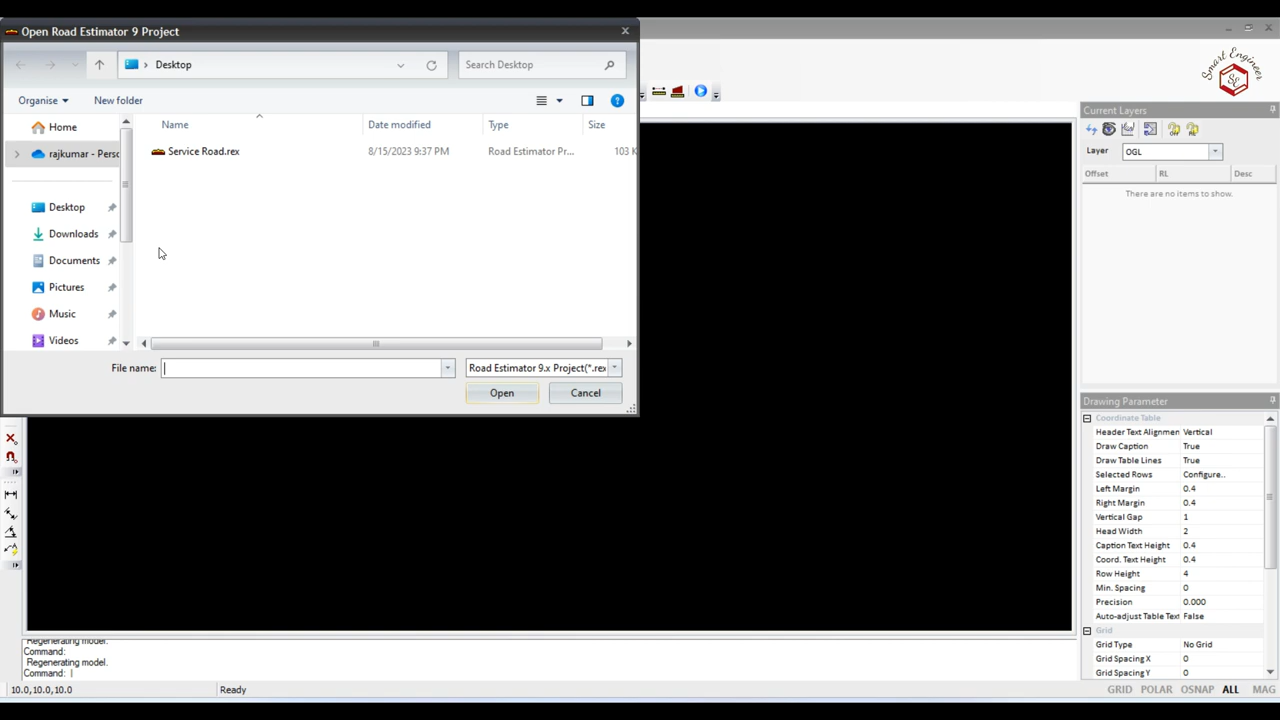 Open Road Estimator 9 Project
Desktop
Search Desktop
Organise
New folder
Name
Date modified
Type
Size
Home
Service Road.rex
8/15/2023 9:37 PM
Road Estimator Pr...
103 K
rajkumar - Perso
Desktop
Downloads
Documents
Pictures
Music
Videos
File name:
Road Estimator 9.x Project(*.rex
Open
Cancel
Smart Engineer
SE
Current Layers
Layer
OGL
Offset
RL
Desc
There are no items to show.
Drawing Parameter
Coordinate Table
Header Text Alignmen
Vertical
Draw Caption
True
Draw Table Lines
True
Selected Rows
Configure..
Left Margin
0.4
Right Margin
0.4
Vertical Gap
1
Head Width
2
Caption Text Height
0.4
Coord. Text Height
0.4
Row Height
4
Min. Spacing
0
Precision
0.000
Auto-adjust Table Text
False
Grid
Grid Type
No Grid
Grid Spacing X
0
Grid Spacing Y
0
Regenerating model.
Command:
Regenerating model.
Command:
10.0,10.0,10.0
Ready
GRID
POLAR
OSNAP
ALL
MAG